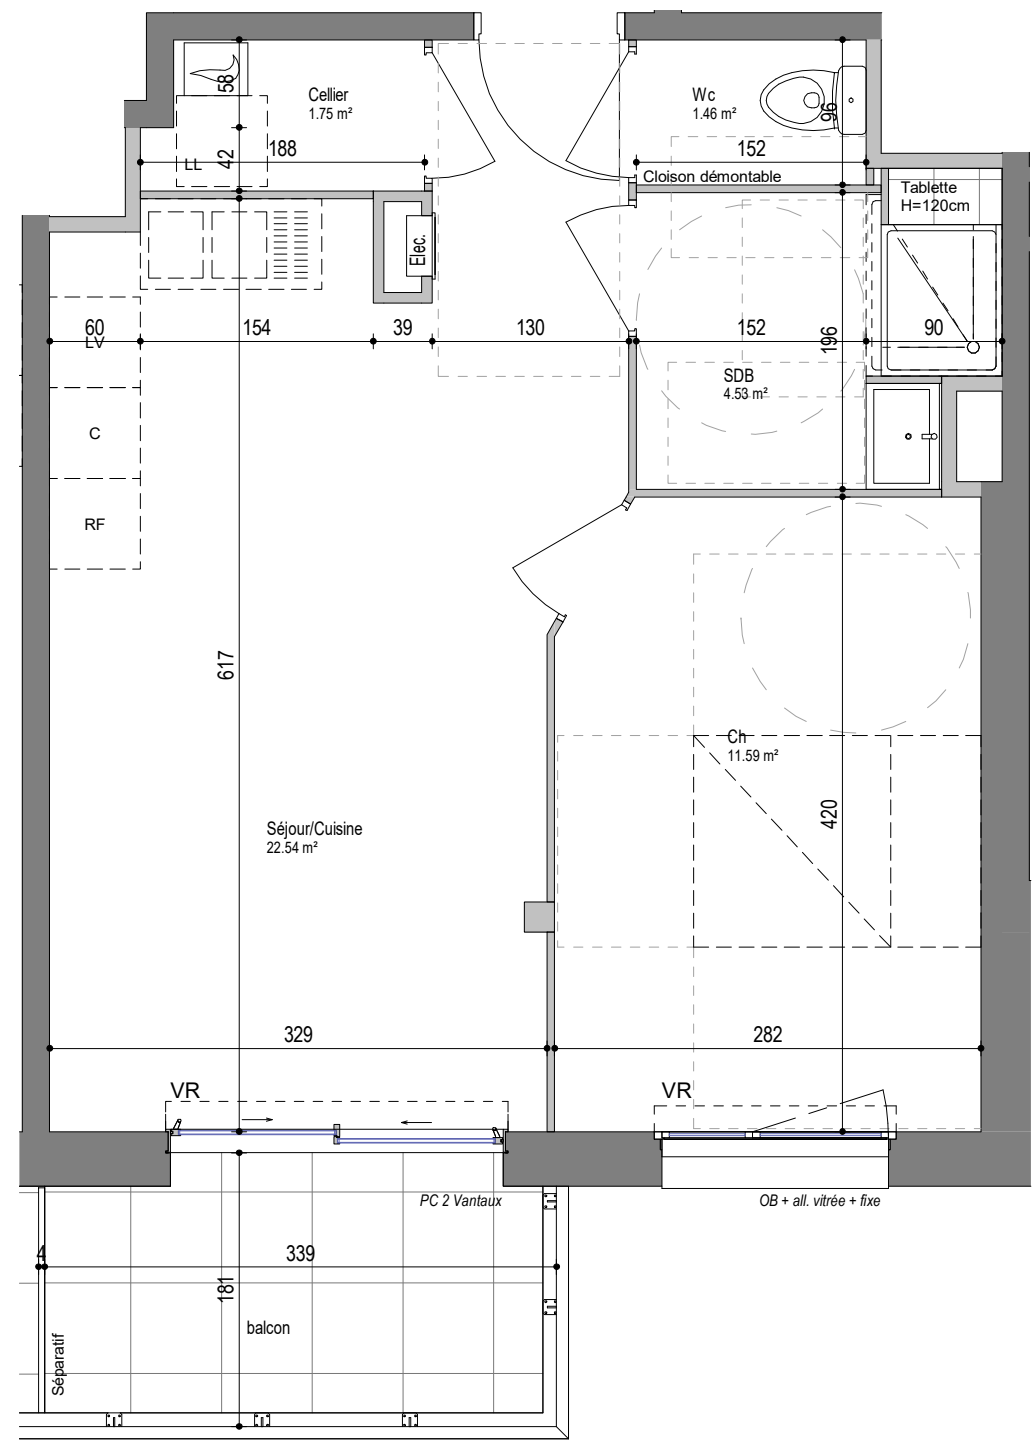 58
Cellier
1.75 m²
Wc
1.46 m²
96
LL
42
188
152
Cloison démontable
Tablette
H=120cm
Elec.
60
LV
154
39
130
152
196
90
SDB
4.53 m²
C
RF
617
Ch
11.59 m²
420
Séjour/Cuisine
22.54 m²
329
282
VR
VR
PC 2 Vantaux
OB + all. vitrée + fixe
4
339
181
balcon
Séparatif